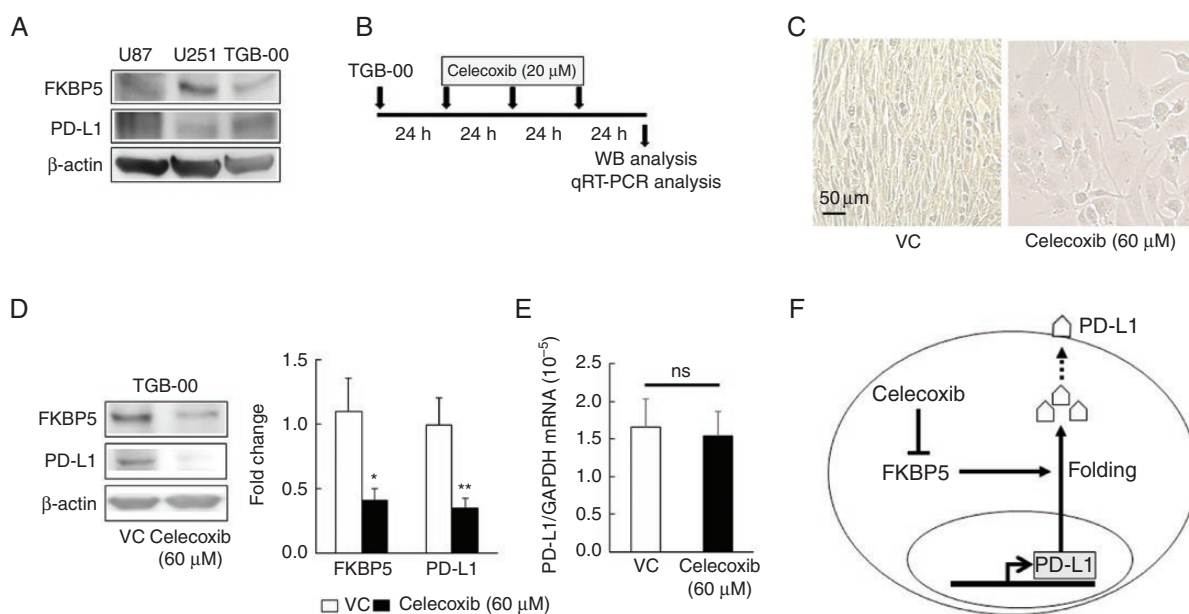 A
U87 U251 TGB-00
FKBP5
PD-L1
β-actin
B
TGB-00
Celecoxib (20 μM)
24 h 24 h 24 h 24 h
WB analysis
qRT-PCR analysis
C
50 μm
VC
Celecoxib (60 μM)
D
TGB-00
FKBP5
PD-L1
β-actin
VC Celecoxib
(60 μM)
Fold change
1.5
1.0
0.5
0.0
*
**
FKBP5 PD-L1
VC Celecoxib (60 μM)
E
PD-L1/GAPDH mRNA (10⁻⁵)
2.5
2.0
1.5
1.0
0.5
0.0
ns
VC Celecoxib
(60 μM)
F
PD-L1
Celecoxib
FKBP5
Folding
PD-L1